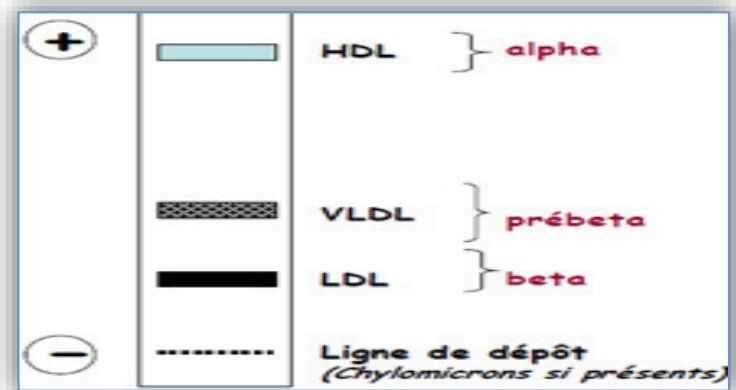 +
HDL alpha
VLDL prébeta
LDL beta
− Ligne de dépôt
(Chylomicrons si présents)